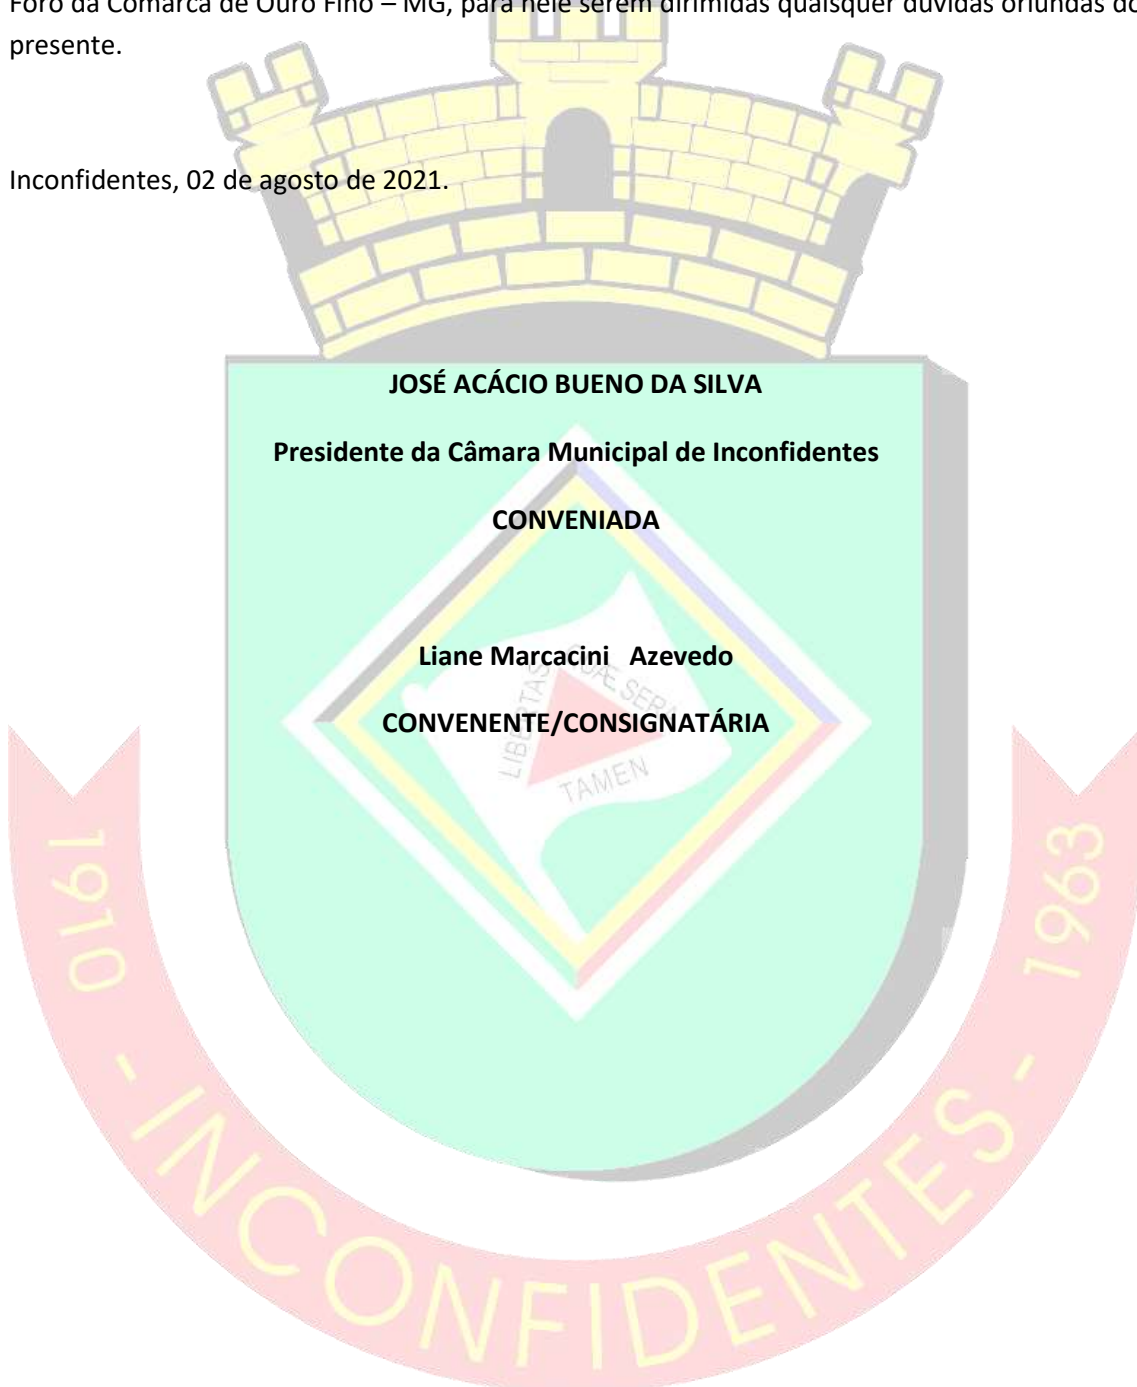 Foro da Comarca de Ouro Fino – MG, para nele serem dirimidas quaisquer dúvidas oriundas do
presente.
Inconfidentes, 02 de agosto de 2021.
JOSÉ ACÁCIO BUENO DA SILVA
Presidente da Câmara Municipal de Inconfidentes
CONVENIADA
Liane Marcacini Azevedo
CONVENENTE/CONSIGNATÁRIA
LIBERTAS QUÆ SERA TAMEN
1910 - INCONFIDENTES - 1963